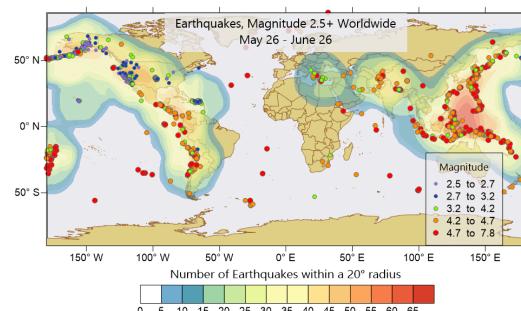 Earthquakes, Magnitude 2.5+ Worldwide
May 26 - June 26
50° N
0° N
50° S
Magnitude
2.5 to 2.7
2.7 to 3.2
3.2 to 4.2
4.2 to 4.7
4.7 to 7.8
150° W 100° W 50° W 0° E 50° E 100° E 150° E
Number of Earthquakes within a 20° radius
0 5 10 15 20 25 30 35 40 45 50 55 60 65